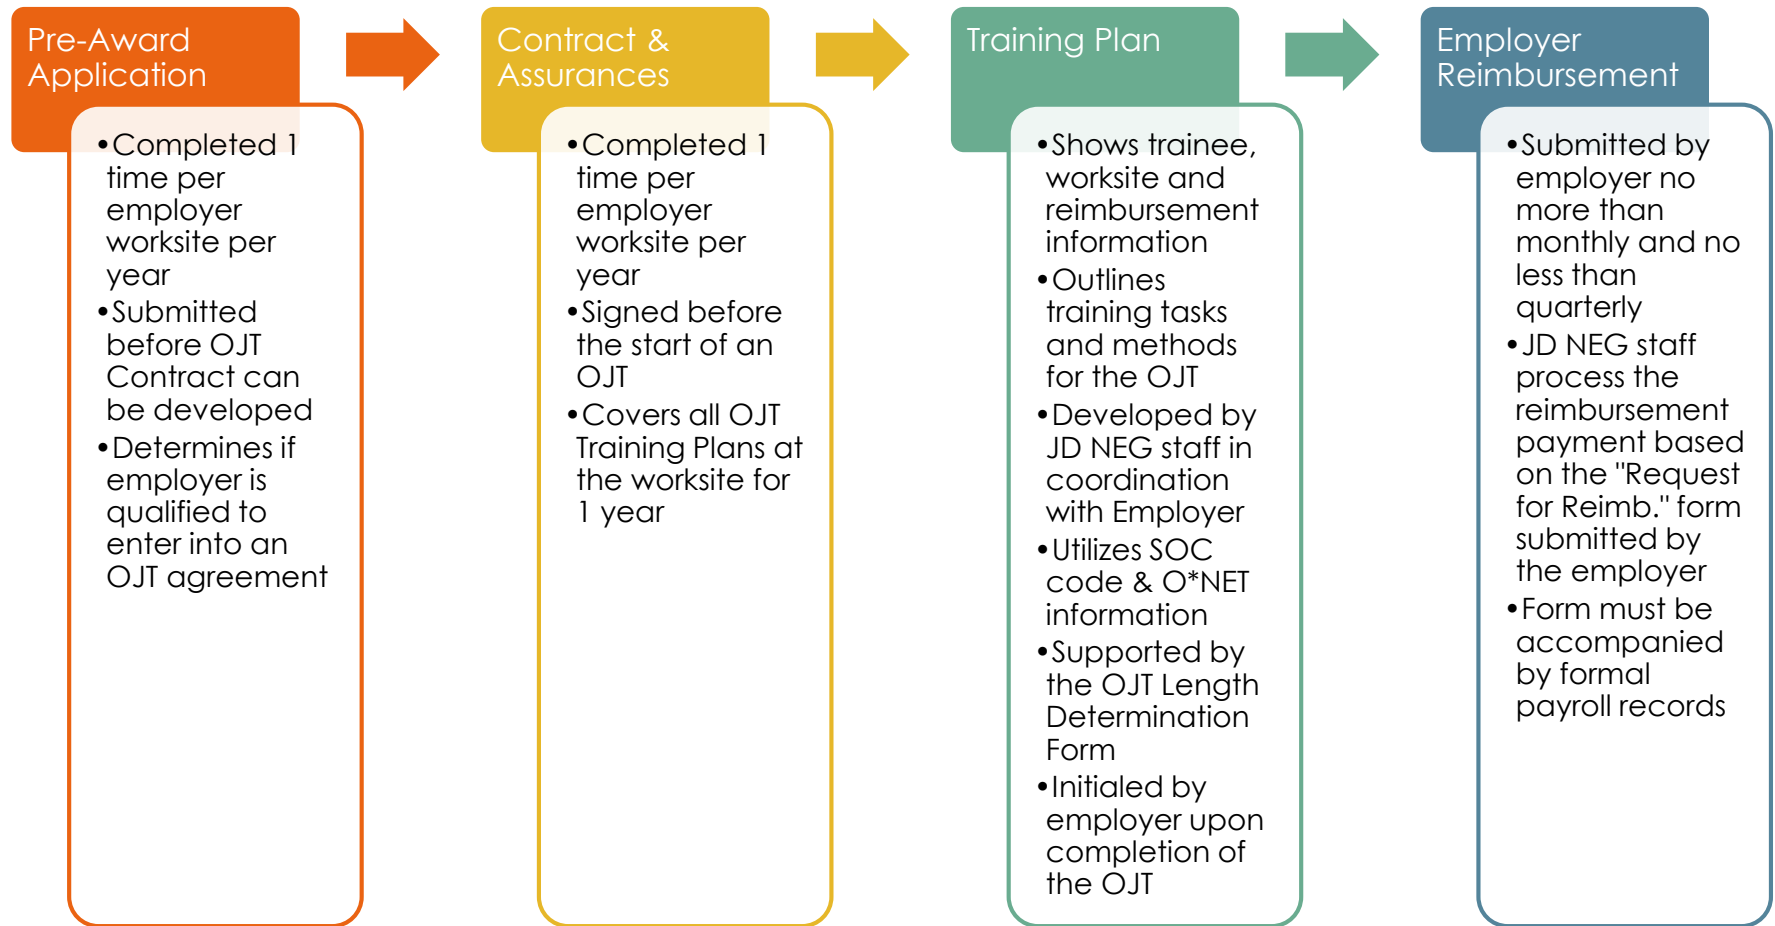 Pre-Award
Application
•Completed 1
time per
employer
worksite per
year
•Submitted
before OJT
Contract can
be developed
•Determines if
employer is
qualified to
enter into an
OJT agreement
Contract &
Assurances
•Completed 1
time per
employer
worksite per
year
•Signed before
the start of an
OJT
•Covers all OJT
Training Plans at
the worksite for
1 year
Training Plan
•Shows trainee,
worksite and
reimbursement
information
•Outlines
training tasks
and methods
for the OJT
•Developed by
JD NEG staff in
coordination
with Employer
•Utilizes SOC
code & O*NET
information
•Supported by
the OJT Length
Determination
Form
•Initialed by
employer upon
completion of
the OJT
Employer
Reimbursement
•Submitted by
employer no
more than
monthly and no
less than
quarterly
•JD NEG staff
process the
reimbursement
payment based
on the "Request
for Reimb." form
submitted by
the employer
•Form must be
accompanied
by formal
payroll records